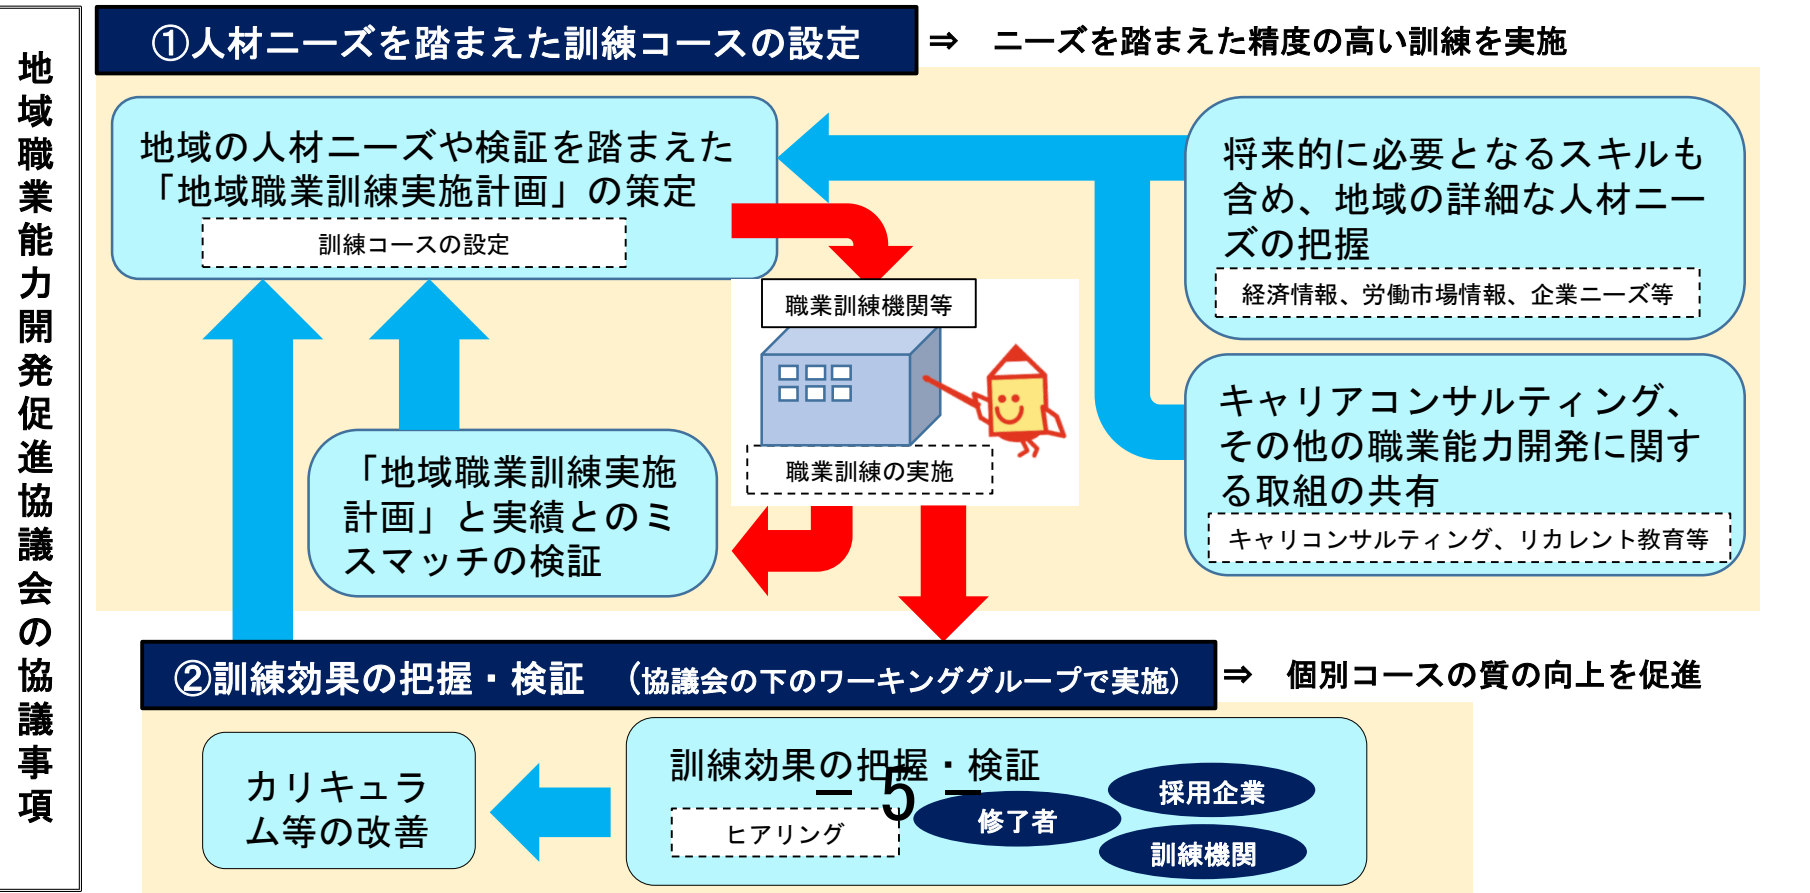 地域職業能力開発促進協議会の協議事項
①人材ニーズを踏まえた訓練コースの設定
⇒　ニーズを踏まえた精度の高い訓練を実施
地域の人材ニーズや検証を踏まえた
「地域職業訓練実施計画」の策定
訓練コースの設定
将来的に必要となるスキルも
含め、地域の詳細な人材ニー
ズの把握
経済情報、労働市場情報、企業ニーズ等
職業訓練機関等
職業訓練の実施
キャリアコンサルティング、
その他の職業能力開発に関す
る取組の共有
キャリコンサルティング、リカレント教育等
「地域職業訓練実施
計画」と実績とのミ
スマッチの検証
②訓練効果の把握・検証　（協議会の下のワーキンググループで実施）
⇒　個別コースの質の向上を促進
カリキュラ
ム等の改善
訓練効果の把握・検証
ヒアリング
修了者
採用企業
訓練機関
— 5 —